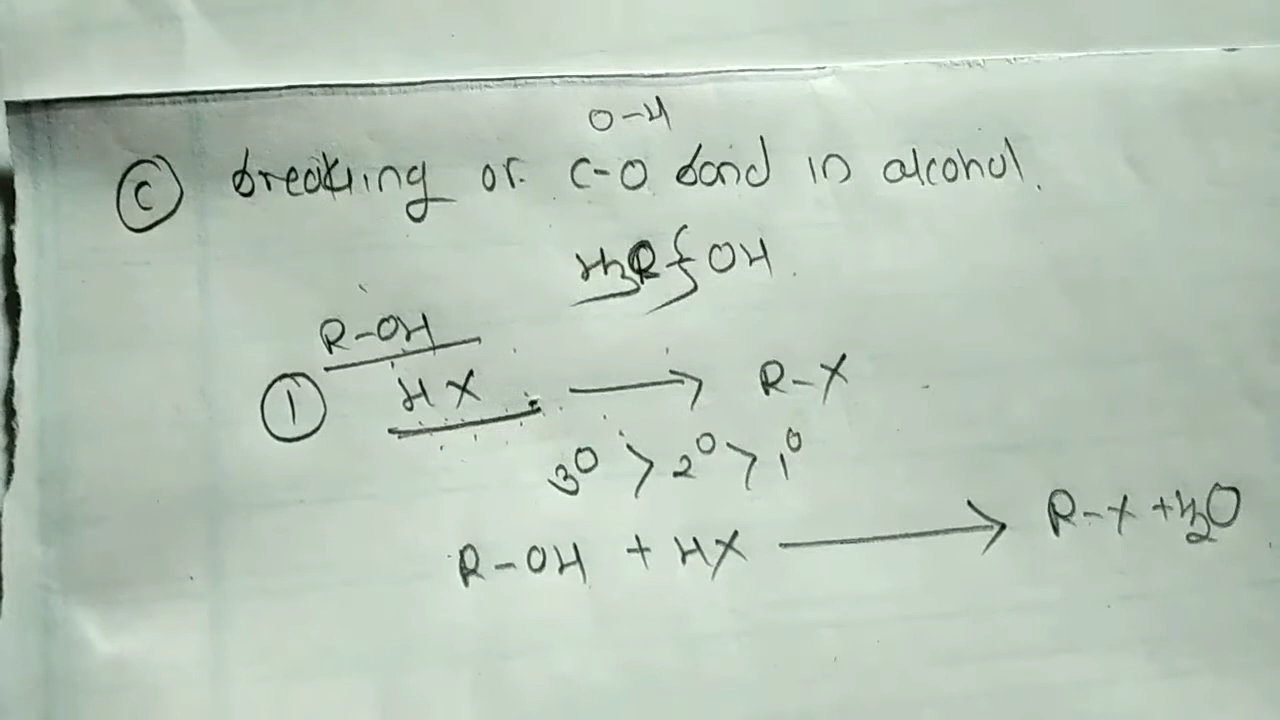 O-H
Ⓒ breaking of C-O bond in alcohol.
R{OH
R-OH
① HX → R-X
3° > 2° > 1°
R-OH + HX → R-X + H₂O